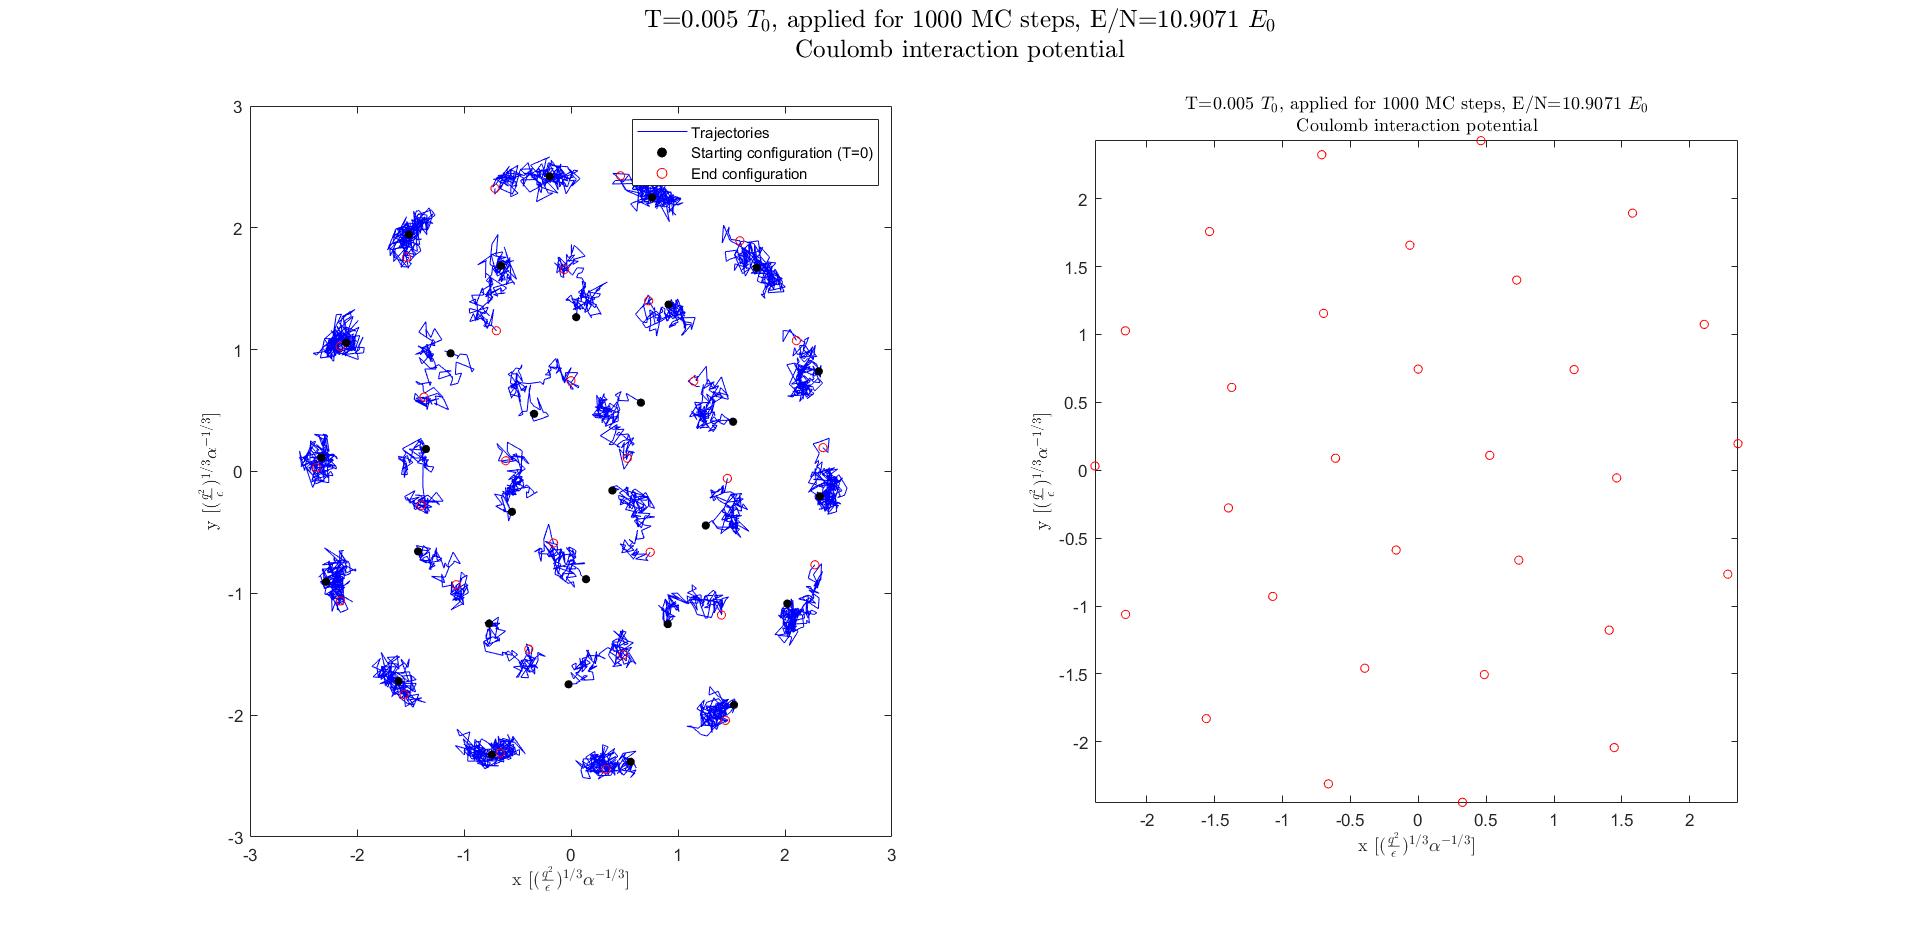 T=0.005 T₀, applied for 1000 MC steps, E/N=10.9071 E₀
Coulomb interaction potential
3
2
1
0
-1
-2
-3
-3
-2
-1
0
1
2
3
y [(q²/ϵ)^1/3 α^−1/3]
x [(q²/ϵ)^1/3 α^−1/3]
Trajectories
Starting configuration (T=0)
End configuration
T=0.005 T₀, applied for 1000 MC steps, E/N=10.9071 E₀
Coulomb interaction potential
2
1.5
1
0.5
0
-0.5
-1
-1.5
-2
-2
-1.5
-1
-0.5
0
0.5
1
1.5
2
y [(q²/ϵ)^1/3 α^−1/3]
x [(q²/ϵ)^1/3 α^−1/3]